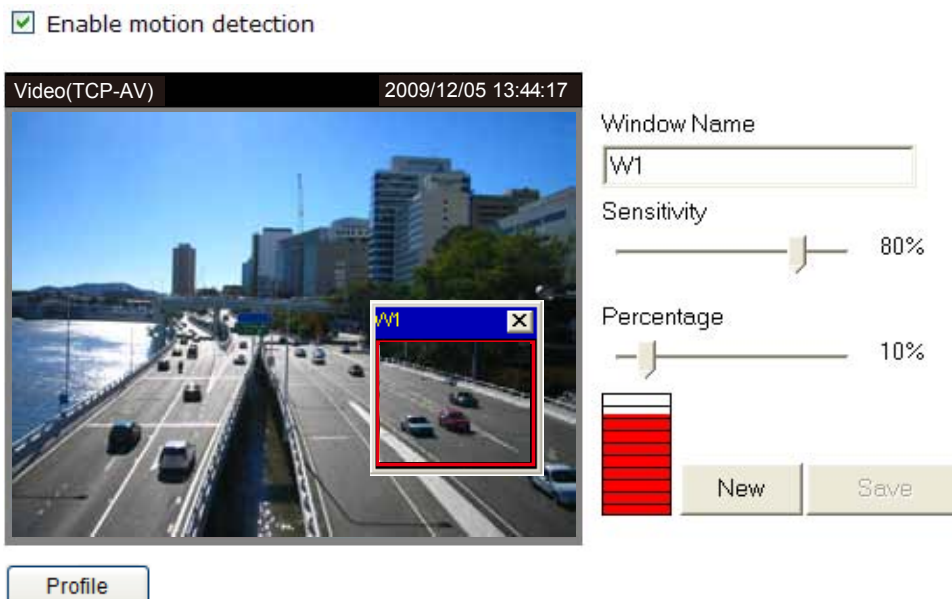 Enable motion detection
Video(TCP-AV) 2009/12/05 13:44:17
Window Name
W1
Sensitivity
80%
Percentage
10%
W1
New
Save
Profile